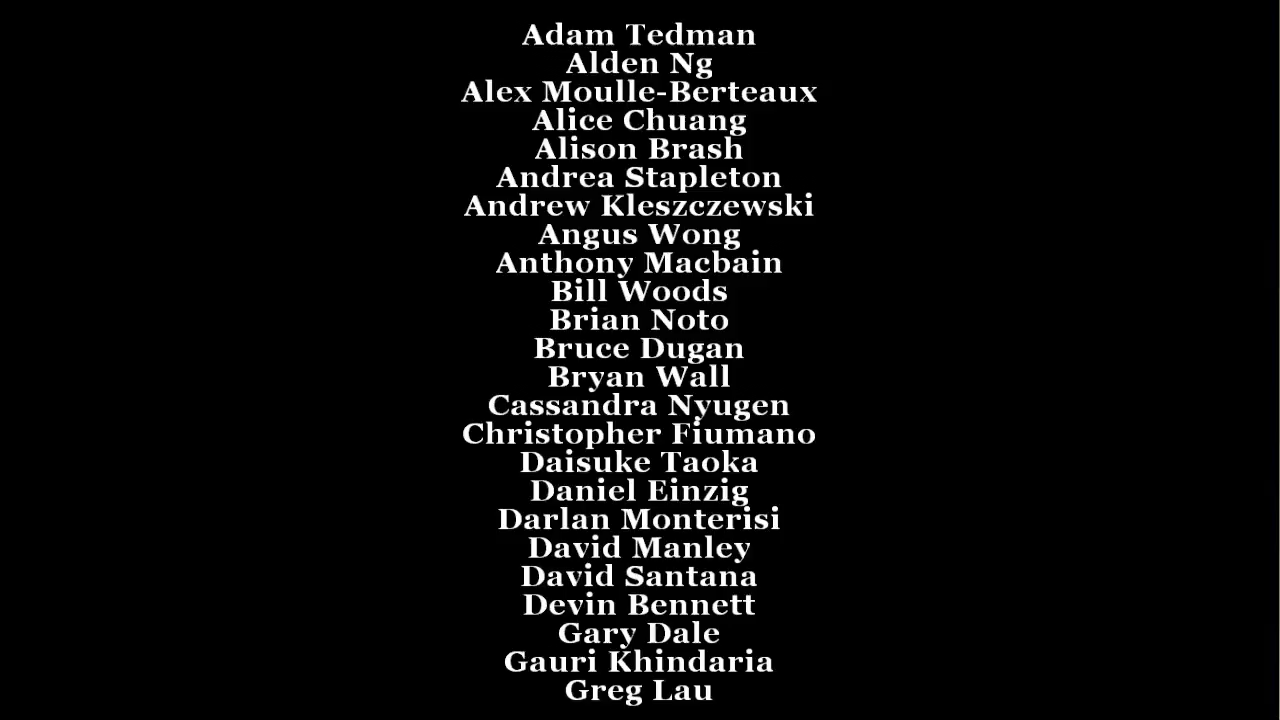 Adam Tedman
Alden Ng
Alex Moulle-Berteaux
Alice Chuang
Alison Brash
Andrea Stapleton
Andrew Kleszczewski
Angus Wong
Anthony Macbain
Bill Woods
Brian Noto
Bruce Dugan
Bryan Wall
Cassandra Nyugen
Christopher Fiumano
Daisuke Taoka
Daniel Einzig
Darlan Monterisi
David Manley
David Santana
Devin Bennett
Gary Dale
Gauri Khindaria
Greg Lau